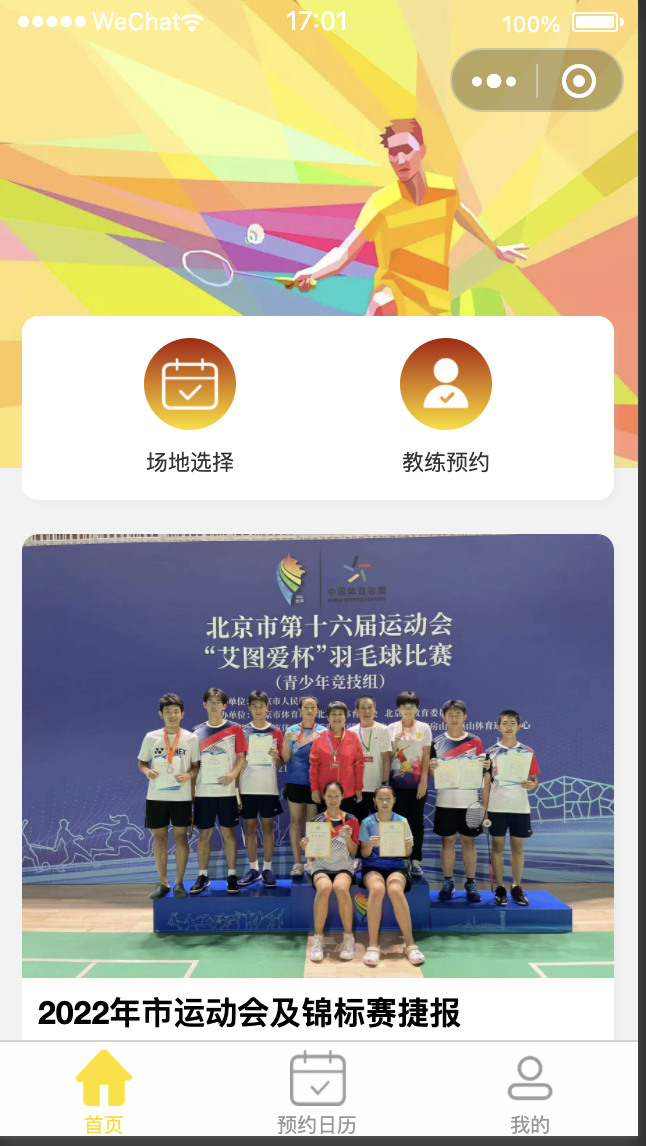 WeChat 17:01 100%
场地选择 教练预约
中国体育彩票
北京市第十六届运动会
“艾图爱杯”羽毛球比赛
（青少年竞技组）
2022年市运动会及锦标赛捷报
首页 预约日历 我的